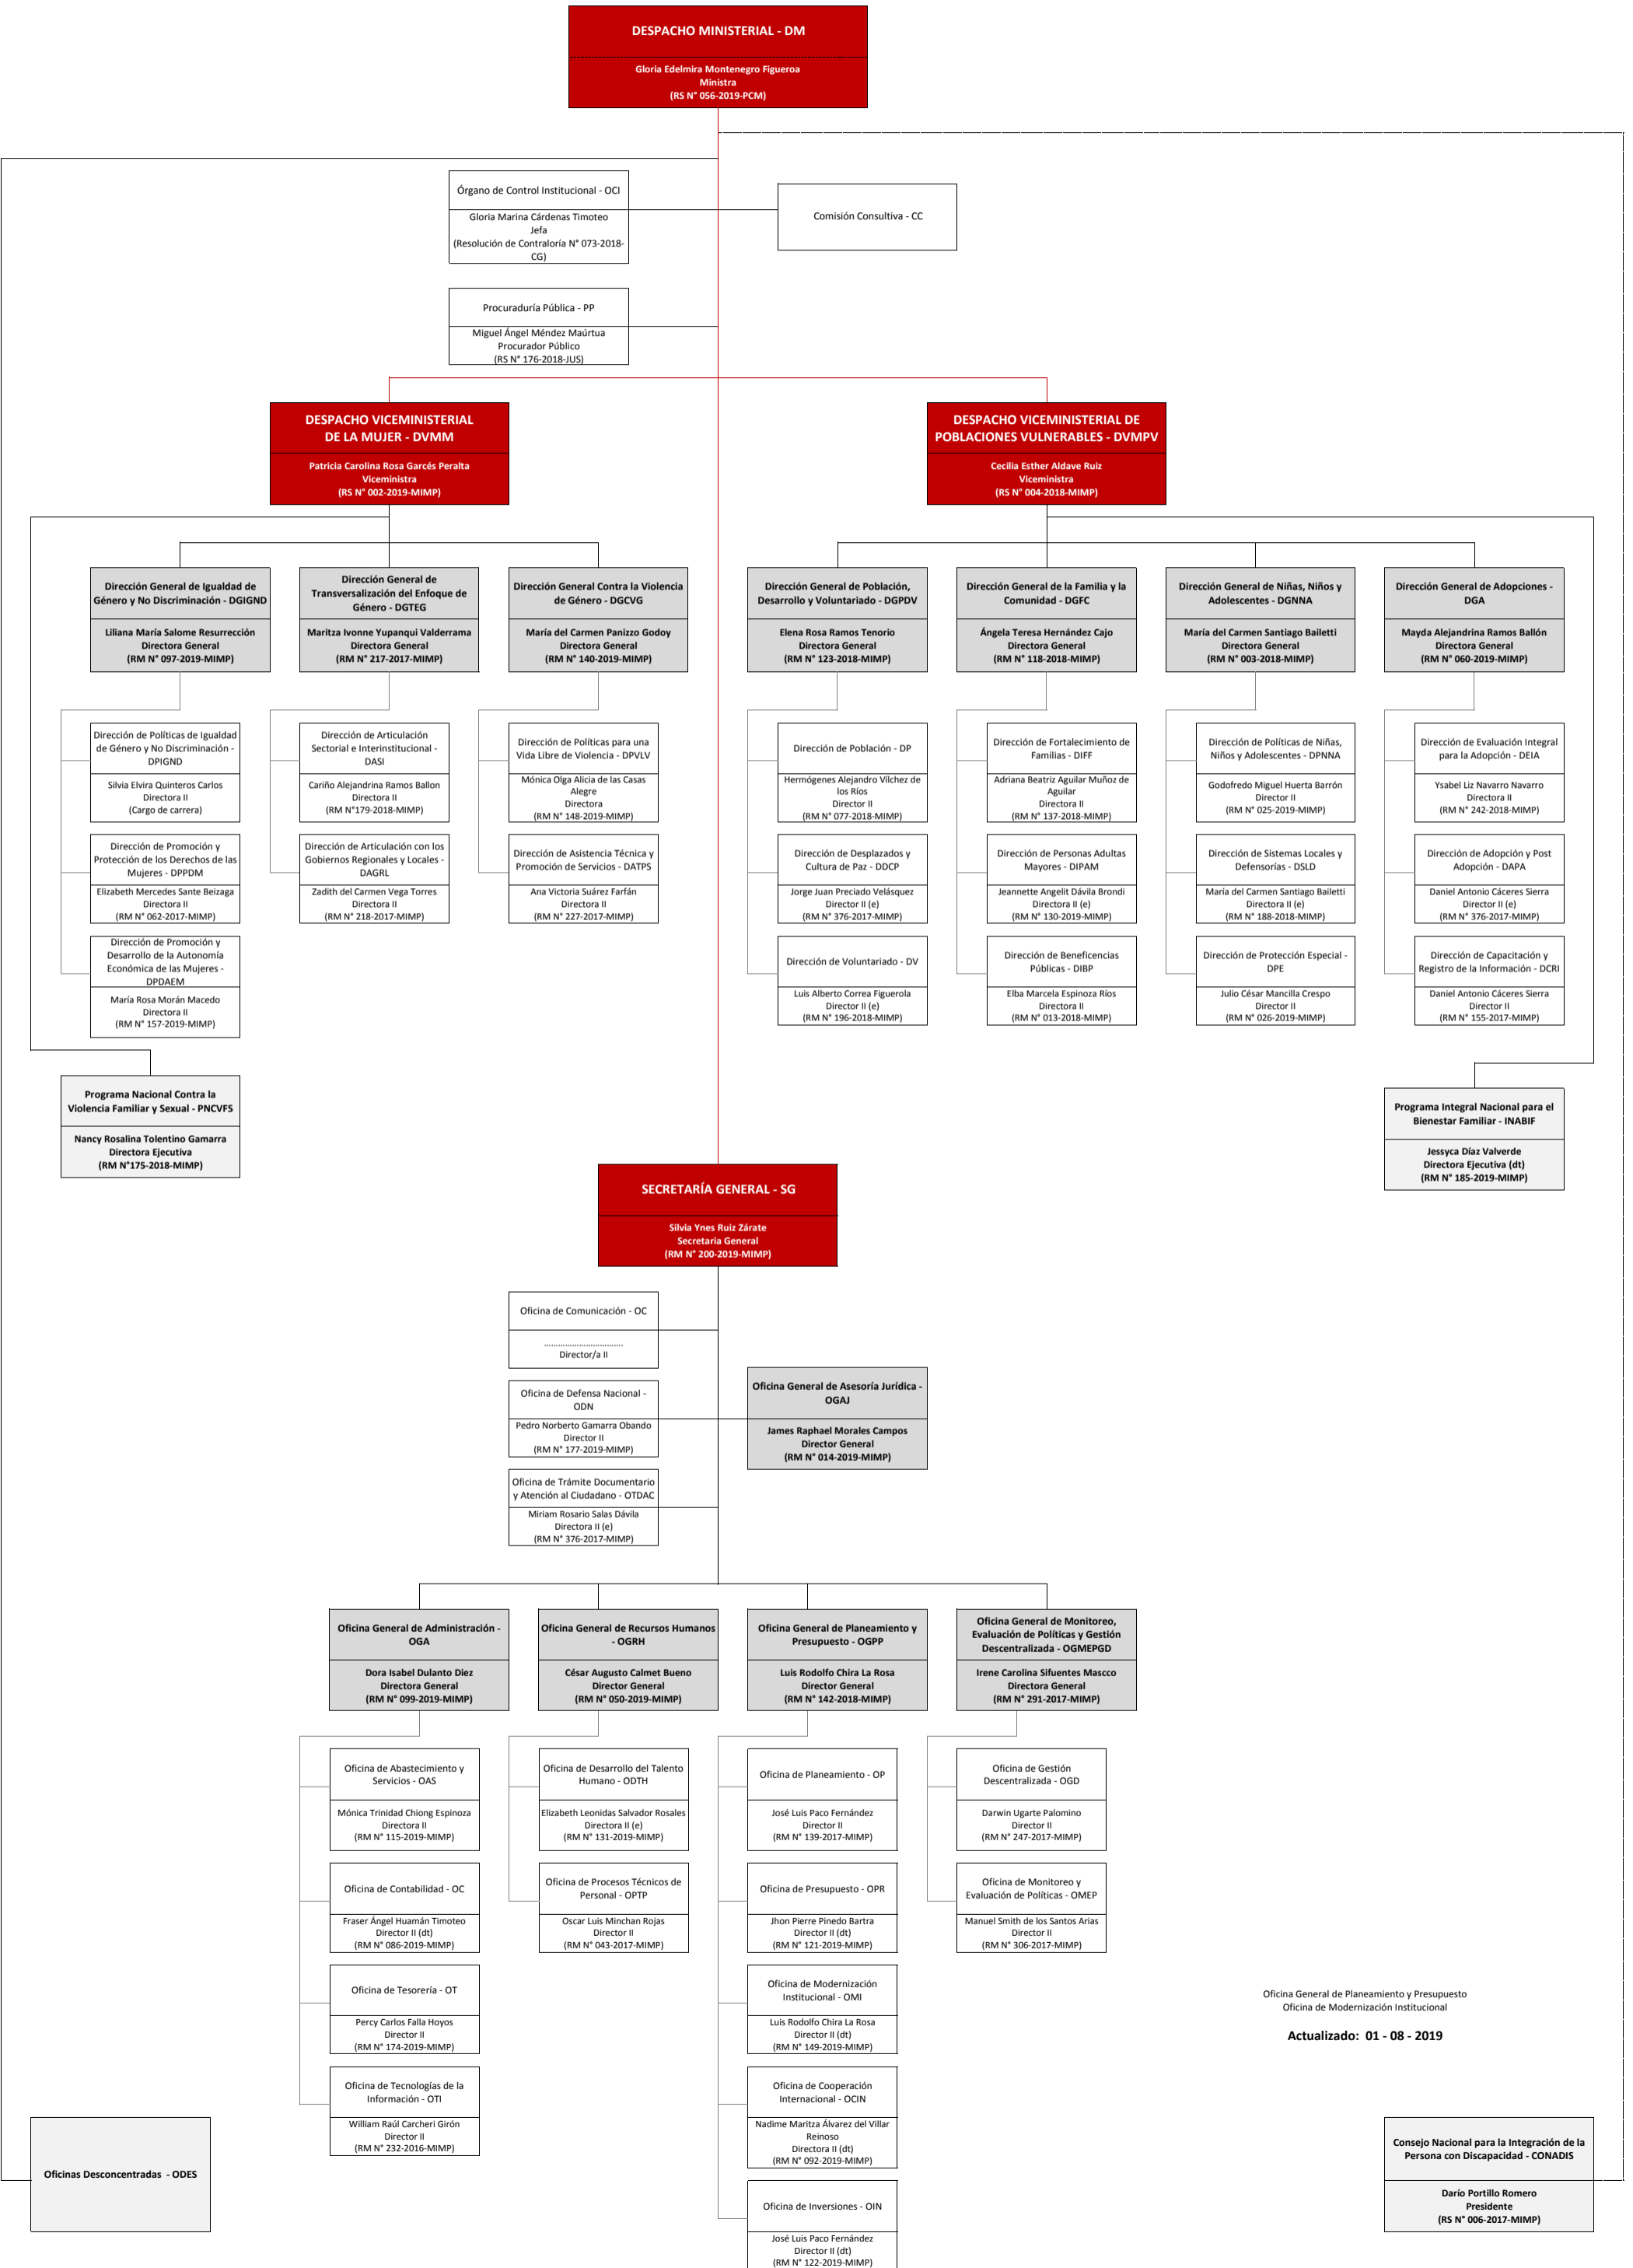 DESPACHO MINISTERIAL - DM
Gloria Edelmira Montenegro Figueroa
Ministra
(RS N° 056-2019-PCM)
Órgano de Control Institucional - OCI
Gloria Marina Cárdenas Timoteo
Jefa
(Resolución de Contraloría N° 073-2018-
CG)
Comisión Consultiva - CC
Procuraduría Pública - PP
Miguel Ángel Méndez Maúrtua
Procurador Público
(RS N° 176-2018-JUS)
DESPACHO VICEMINISTERIAL
DE LA MUJER - DVMM
Patricia Carolina Rosa Garcés Peralta
Viceministra
(RS N° 002-2019-MIMP)
DESPACHO VICEMINISTERIAL DE
POBLACIONES VULNERABLES - DVMPV
Cecilia Esther Aldave Ruiz
Viceministra
(RS N° 004-2018-MIMP)
Dirección General de Igualdad de
Género y No Discriminación - DGIGND
Liliana María Salome Resurrección
Directora General
(RM N° 097-2019-MIMP)
Dirección General de
Transversalización del Enfoque de
Género - DGTEG
Maritza Ivonne Yupanqui Valderrama
Directora General
(RM N° 217-2017-MIMP)
Dirección General Contra la Violencia
de Género - DGCVG
María del Carmen Panizzo Godoy
Directora General
(RM N° 140-2019-MIMP)
Dirección General de Población,
Desarrollo y Voluntariado - DGPDV
Elena Rosa Ramos Tenorio
Directora General
(RM N° 123-2018-MIMP)
Dirección General de la Familia y la
Comunidad - DGFC
Ángela Teresa Hernández Cajo
Directora General
(RM N° 118-2018-MIMP)
Dirección General de Niñas, Niños y
Adolescentes - DGNNA
María del Carmen Santiago Bailetti
Directora General
(RM N° 003-2018-MIMP)
Dirección General de Adopciones -
DGA
Mayda Alejandrina Ramos Ballón
Directora General
(RM N° 060-2019-MIMP)
Dirección de Políticas de Igualdad
de Género y No Discriminación -
DPIGND
Silvia Elvira Quinteros Carlos
Directora II
(Cargo de carrera)
Dirección de Articulación
Sectorial e Interinstitucional -
DASI
Cariño Alejandrina Ramos Ballon
Directora II
(RM N°179-2018-MIMP)
Dirección de Políticas para una
Vida Libre de Violencia - DPVLV
Mónica Olga Alicia de las Casas
Alegre
Directora
(RM N° 148-2019-MIMP)
Dirección de Población - DP
Hermógenes Alejandro Vílchez de
los Ríos
Director II
(RM N° 077-2018-MIMP)
Dirección de Fortalecimiento de
Familias - DIFF
Adriana Beatriz Aguilar Muñoz de
Aguilar
Directora II
(RM N° 137-2018-MIMP)
Dirección de Políticas de Niñas,
Niños y Adolescentes - DPNNA
Godofredo Miguel Huerta Barrón
Director II
(RM N° 025-2019-MIMP)
Dirección de Evaluación Integral
para la Adopción - DEIA
Ysabel Liz Navarro Navarro
Directora II
(RM N° 242-2018-MIMP)
Dirección de Promoción y
Protección de los Derechos de las
Mujeres - DPPDM
Elizabeth Mercedes Sante Beizaga
Directora II
(RM N° 062-2017-MIMP)
Dirección de Articulación con los
Gobiernos Regionales y Locales -
DAGRL
Zadith del Carmen Vega Torres
Directora II
(RM N° 218-2017-MIMP)
Dirección de Asistencia Técnica y
Promoción de Servicios - DATPS
Ana Victoria Suárez Farfán
Directora II
(RM N° 227-2017-MIMP)
Dirección de Desplazados y
Cultura de Paz - DDCP
Jorge Juan Preciado Velásquez
Director II (e)
(RM N° 376-2017-MIMP)
Dirección de Personas Adultas
Mayores - DIPAM
Jeannette Angelit Dávila Brondi
Directora II (e)
(RM N° 130-2019-MIMP)
Dirección de Sistemas Locales y
Defensorías - DSLD
María del Carmen Santiago Bailetti
Directora II (e)
(RM N° 188-2018-MIMP)
Dirección de Adopción y Post
Adopción - DAPA
Daniel Antonio Cáceres Sierra
Director II (e)
(RM N° 376-2017-MIMP)
Dirección de Promoción y
Desarrollo de la Autonomía
Económica de las Mujeres -
DPDAEM
María Rosa Morán Macedo
Directora II
(RM N° 157-2019-MIMP)
Dirección de Voluntariado - DV
Luis Alberto Correa Figuerola
Director II (e)
(RM N° 196-2018-MIMP)
Dirección de Beneficencias
Públicas - DIBP
Elba Marcela Espinoza Ríos
Directora II
(RM N° 013-2018-MIMP)
Dirección de Protección Especial -
DPE
Julio César Mancilla Crespo
Director II
(RM N° 026-2019-MIMP)
Dirección de Capacitación y
Registro de la Información - DCRI
Daniel Antonio Cáceres Sierra
Director II
(RM N° 155-2017-MIMP)
Programa Nacional Contra la
Violencia Familiar y Sexual - PNCVFS
Nancy Rosalina Tolentino Gamarra
Directora Ejecutiva
(RM N°175-2018-MIMP)
Programa Integral Nacional para el
Bienestar Familiar - INABIF
Jessyca Díaz Valverde
Directora Ejecutiva (dt)
(RM N° 185-2019-MIMP)
SECRETARÍA GENERAL - SG
Silvia Ynes Ruiz Zárate
Secretaria General
(RM N° 200-2019-MIMP)
Oficina de Comunicación - OC
................................
Director/a II
Oficina de Defensa Nacional -
ODN
Pedro Norberto Gamarra Obando
Director II
(RM N° 177-2019-MIMP)
Oficina General de Asesoría Jurídica -
OGAJ
James Raphael Morales Campos
Director General
(RM N° 014-2019-MIMP)
Oficina de Trámite Documentario
y Atención al Ciudadano - OTDAC
Miriam Rosario Salas Dávila
Directora II (e)
(RM N° 376-2017-MIMP)
Oficina General de Administración -
OGA
Dora Isabel Dulanto Diez
Directora General
(RM N° 099-2019-MIMP)
Oficina General de Recursos Humanos
- OGRH
César Augusto Calmet Bueno
Director General
(RM N° 050-2019-MIMP)
Oficina General de Planeamiento y
Presupuesto - OGPP
Luis Rodolfo Chira La Rosa
Director General
(RM N° 142-2018-MIMP)
Oficina General de Monitoreo,
Evaluación de Políticas y Gestión
Descentralizada - OGMEPGD
Irene Carolina Sifuentes Mascco
Directora General
(RM N° 291-2017-MIMP)
Oficina de Abastecimiento y
Servicios - OAS
Mónica Trinidad Chiong Espinoza
Directora II
(RM N° 115-2019-MIMP)
Oficina de Desarrollo del Talento
Humano - ODTH
Elizabeth Leonidas Salvador Rosales
Directora II (e)
(RM N° 131-2019-MIMP)
Oficina de Planeamiento - OP
José Luis Paco Fernández
Director II
(RM N° 139-2017-MIMP)
Oficina de Gestión
Descentralizada - OGD
Darwin Ugarte Palomino
Director II
(RM N° 247-2017-MIMP)
Oficina de Contabilidad - OC
Fraser Ángel Huamán Timoteo
Director II (dt)
(RM N° 086-2019-MIMP)
Oficina de Procesos Técnicos de
Personal - OPTP
Oscar Luis Minchan Rojas
Director II
(RM N° 043-2017-MIMP)
Oficina de Presupuesto - OPR
Jhon Pierre Pinedo Bartra
Director II (dt)
(RM N° 121-2019-MIMP)
Oficina de Monitoreo y
Evaluación de Políticas - OMEP
Manuel Smith de los Santos Arias
Director II
(RM N° 306-2017-MIMP)
Oficina de Tesorería - OT
Percy Carlos Falla Hoyos
Director II
(RM N° 174-2019-MIMP)
Oficina de Modernización
Institucional - OMI
Luis Rodolfo Chira La Rosa
Director II (dt)
(RM N° 149-2019-MIMP)
Oficina General de Planeamiento y Presupuesto
Oficina de Modernización Institucional
Actualizado: 01 - 08 - 2019
Oficina de Tecnologías de la
Información - OTI
William Raúl Carcheri Girón
Director II
(RM N° 232-2016-MIMP)
Oficina de Cooperación
Internacional - OCIN
Nadime Maritza Álvarez del Villar
Reinoso
Directora II (dt)
(RM N° 092-2019-MIMP)
Oficinas Desconcentradas - ODES
Consejo Nacional para la Integración de la
Persona con Discapacidad - CONADIS
Darío Portillo Romero
Presidente
(RS N° 006-2017-MIMP)
Oficina de Inversiones - OIN
José Luis Paco Fernández
Director II (dt)
(RM N° 122-2019-MIMP)